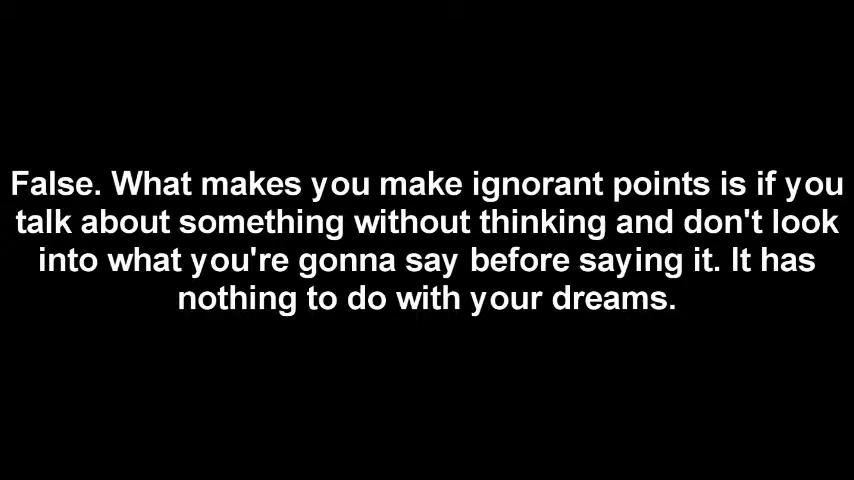 False. What makes you make ignorant points is if you
talk about something without thinking and don't look
into what you're gonna say before saying it. It has
nothing to do with your dreams.